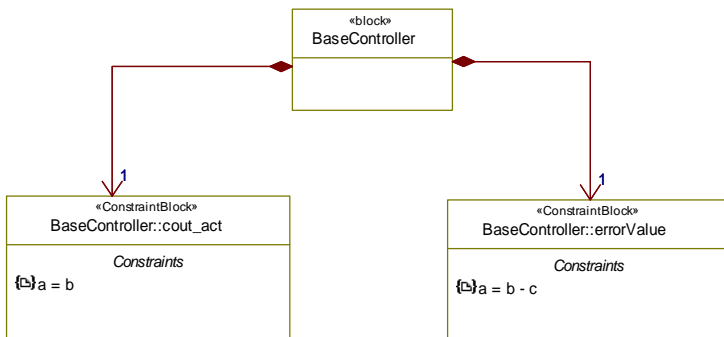 «block»
BaseController
1
1
«ConstraintBlock»
BaseController::cout_act
Constraints
{}a = b
«ConstraintBlock»
BaseController::errorValue
Constraints
{}a = b - c